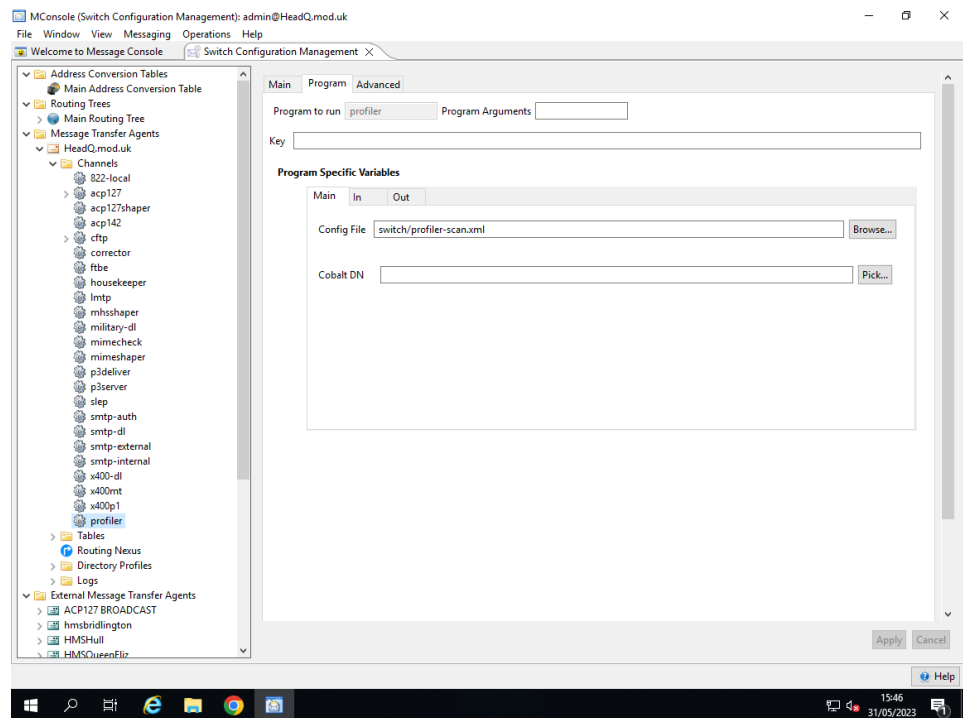 MConsole (Switch Configuration Management): admin@HeadQ.mod.uk
File Window View Messaging Operations Help
Welcome to Message Console
Switch Configuration Management
Address Conversion Tables
Main Address Conversion Table
Routing Trees
Main Routing Tree
Message Transfer Agents
HeadQ.mod.uk
Channels
822-local
acp127
acp127shaper
acp142
cftp
corrector
ftbe
housekeeper
lmtp
mhsshaper
military-dl
mimecheck
mimeshaper
p3deliver
p3server
slep
smtp-auth
smtp-dl
smtp-external
smtp-internal
x400-dl
x400mt
x400p1
profiler
Tables
Routing Nexus
Directory Profiles
Logs
External Message Transfer Agents
ACP127 BROADCAST
hmsbridlington
HMSHull
HMSQueenEliz
Main Program Advanced
Program to run profiler Program Arguments
Key
Program Specific Variables
Main In Out
Config File switch/profiler-scan.xml Browse...
Cobalt DN Pick...
Apply Cancel
Help
15:46
31/05/2023
1